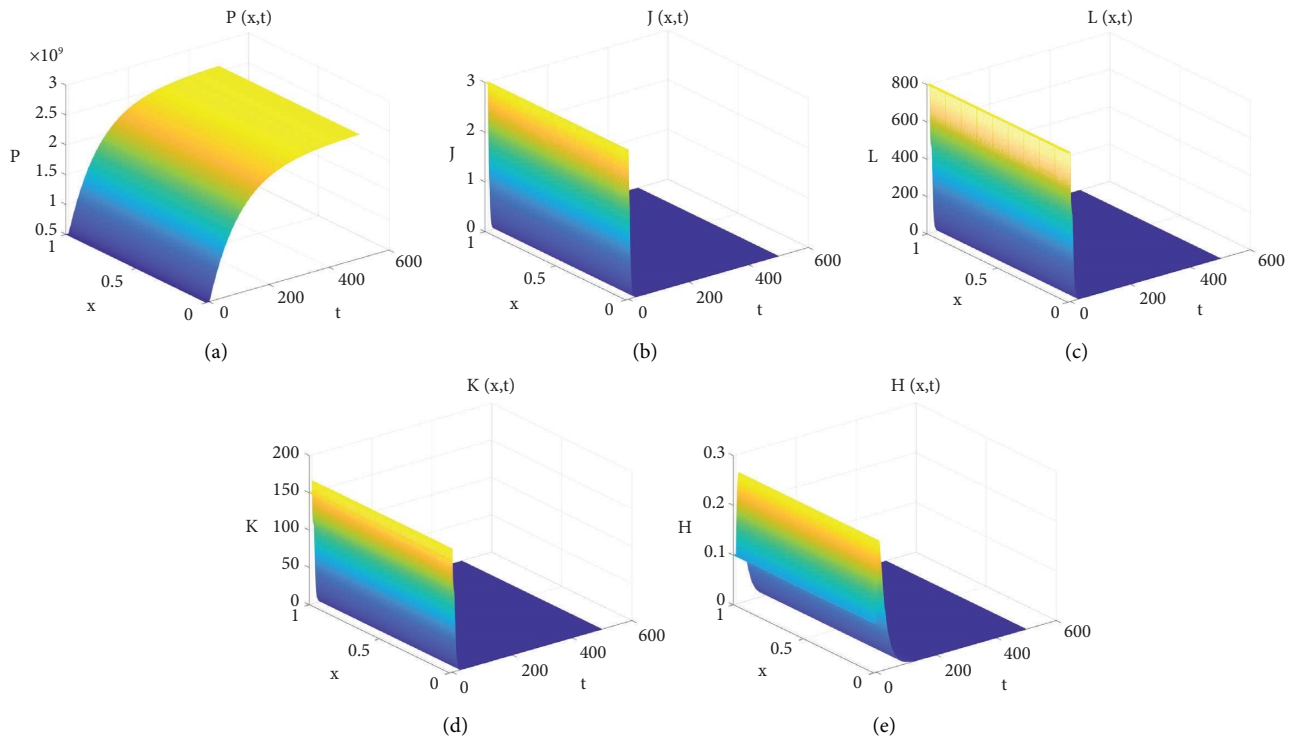 P (x,t)
×10⁹
3
2.5
2
1.5
1
0.5
P
1
0.5
0
x
0
200
400
600
t
(a)
J (x,t)
3
2
1
0
J
1
0.5
0
x
0
200
400
600
t
(b)
L (x,t)
800
600
400
200
0
L
1
0.5
0
x
0
200
400
600
t
(c)
K (x,t)
200
150
100
50
0
K
1
0.5
0
x
0
200
400
600
t
(d)
H (x,t)
0.3
0.2
0.1
0
H
1
0.5
0
x
0
200
400
600
t
(e)